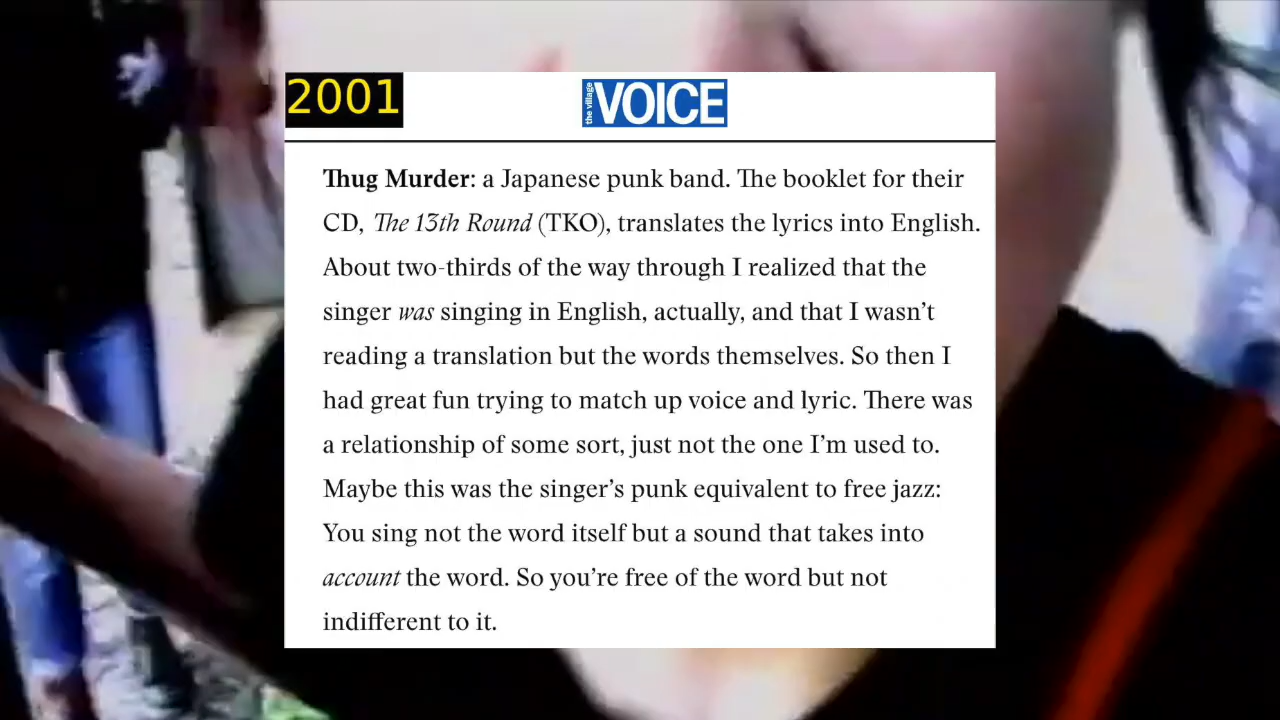 2001
the village VOICE
Thug Murder: a Japanese punk band. The booklet for their
CD, The 13th Round (TKO), translates the lyrics into English.
About two-thirds of the way through I realized that the
singer was singing in English, actually, and that I wasn’t
reading a translation but the words themselves. So then I
had great fun trying to match up voice and lyric. There was
a relationship of some sort, just not the one I’m used to.
Maybe this was the singer’s punk equivalent to free jazz:
You sing not the word itself but a sound that takes into
account the word. So you’re free of the word but not
indifferent to it.